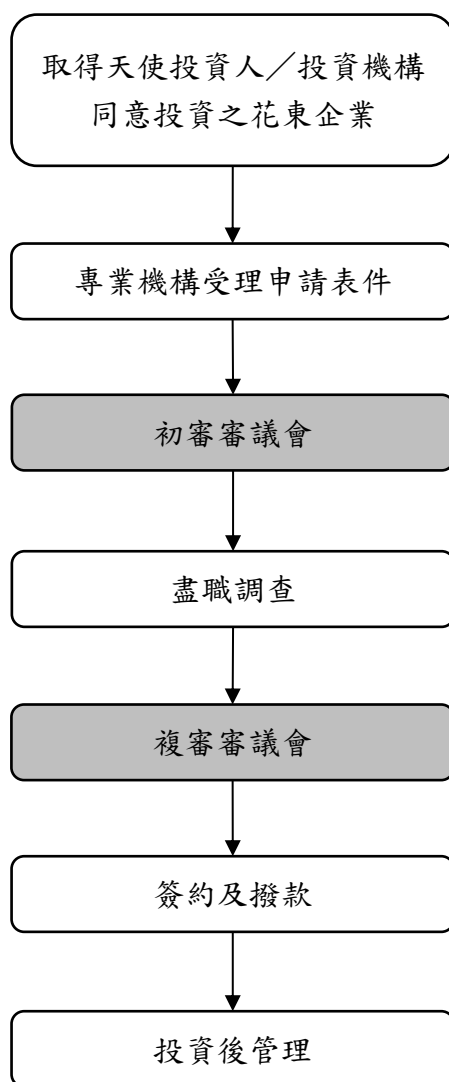 取得天使投資人／投資機構
同意投資之花東企業
專業機構受理申請表件
初審審議會
盡職調查
複審審議會
簽約及撥款
投資後管理